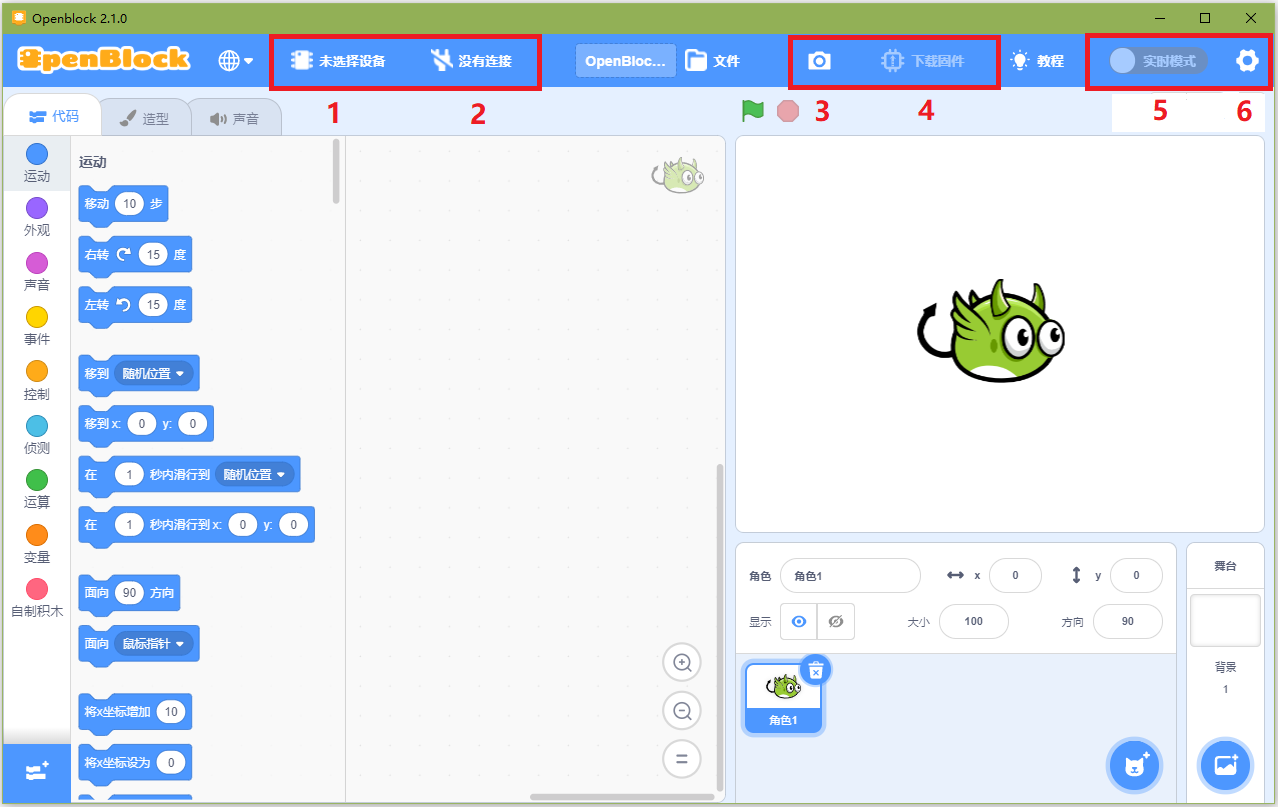 Openblock 2.1.0
OpenBlock
未选择设备
没有连接
OpenBloc...
文件
下载固件
教程
实时模式
1
2
3
4
5
6
代码
造型
声音
运动
外观
声音
事件
控制
侦测
运算
变量
自制积木
运动
移动 10 步
右转 15 度
左转 15 度
移到 随机位置
移到 x: 0 y: 0
在 1 秒内滑行到 随机位置
在 1 秒内滑行到 x: 0 y: 0
面向 90 方向
面向 鼠标指针
将x坐标增加 10
将x坐标设为 0
角色 角色1 x 0 y 0
显示 大小 100 方向 90
角色1
舞台
背景
1